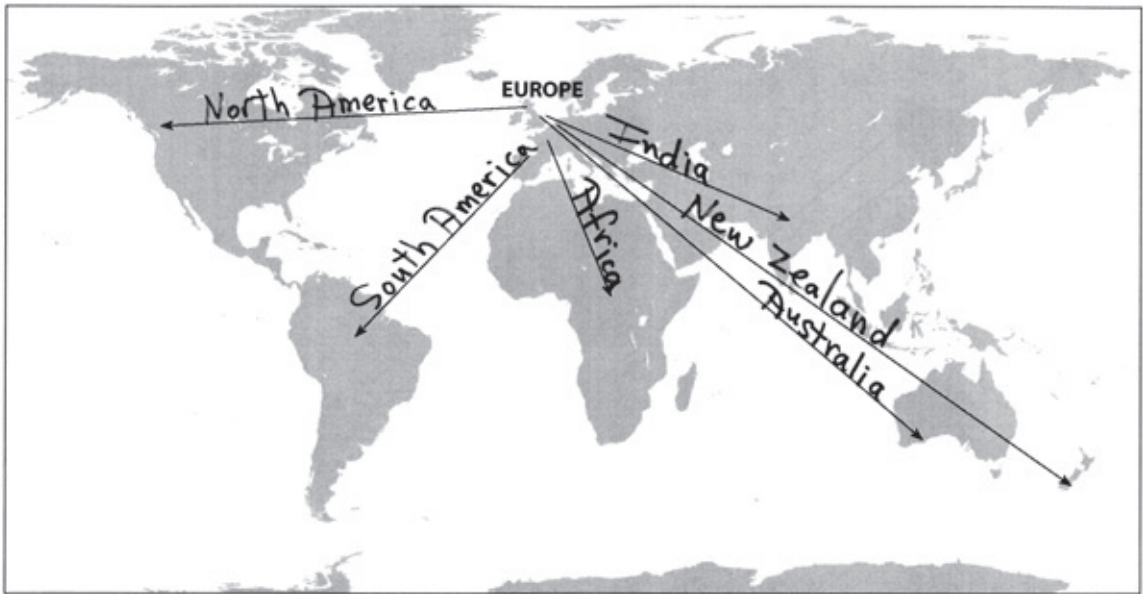 EUROPE
North America
South America
Africa
India
New Zealand
Australia